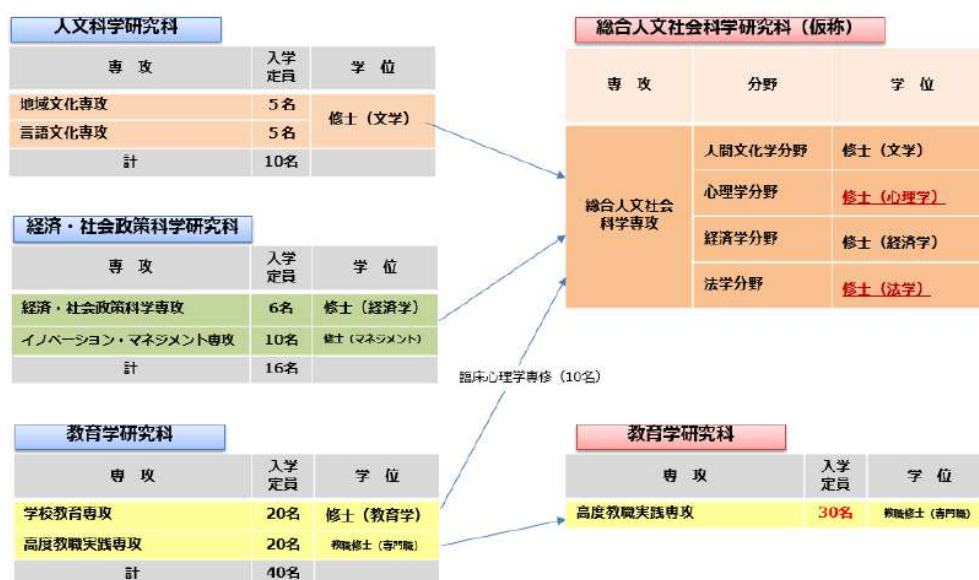 人文科学研究科
専 攻 入学定員 学 位
地域文化専攻 5名 修士（文学）
言語文化専攻 5名
計 10名
経済・社会政策科学研究科
専 攻 入学定員 学 位
経済・社会政策科学専攻 6名 修士（経済学）
イノベーション・マネジメント専攻 10名 修士（マネジメント）
計 16名
教育学研究科
専 攻 入学定員 学 位
学校教育専攻 20名 修士（教育学）
高度教職実践専攻 20名 教職修士（専門職）
計 40名
総合人文社会科学研究科（仮称）
専 攻 分野 学 位
総合人文社会科学専攻
人間文化学分野 修士（文学）
心理学分野 修士（心理学）
経済学分野 修士（経済学）
法学分野 修士（法学）
臨床心理学専修（10名）
教育学研究科
専 攻 入学定員 学 位
高度教職実践専攻 30名 教職修士（専門職）